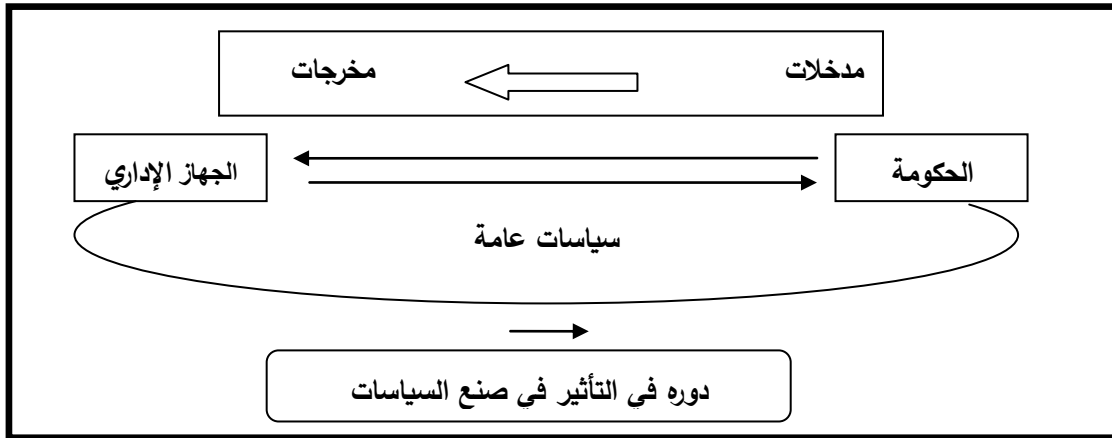 مدخلات
مخرجات
الحكومة
الجهاز الإداري
سياسات عامة
دوره في التأثير في صنع السياسات